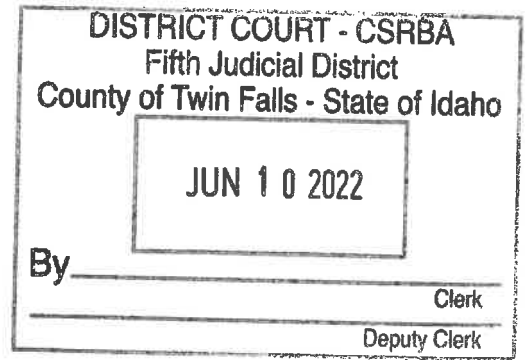 DISTRICT COURT - CSRBA
Fifth Judicial District
County of Twin Falls - State of Idaho
JUN 1 0 2022
By
Clerk
Deputy Clerk